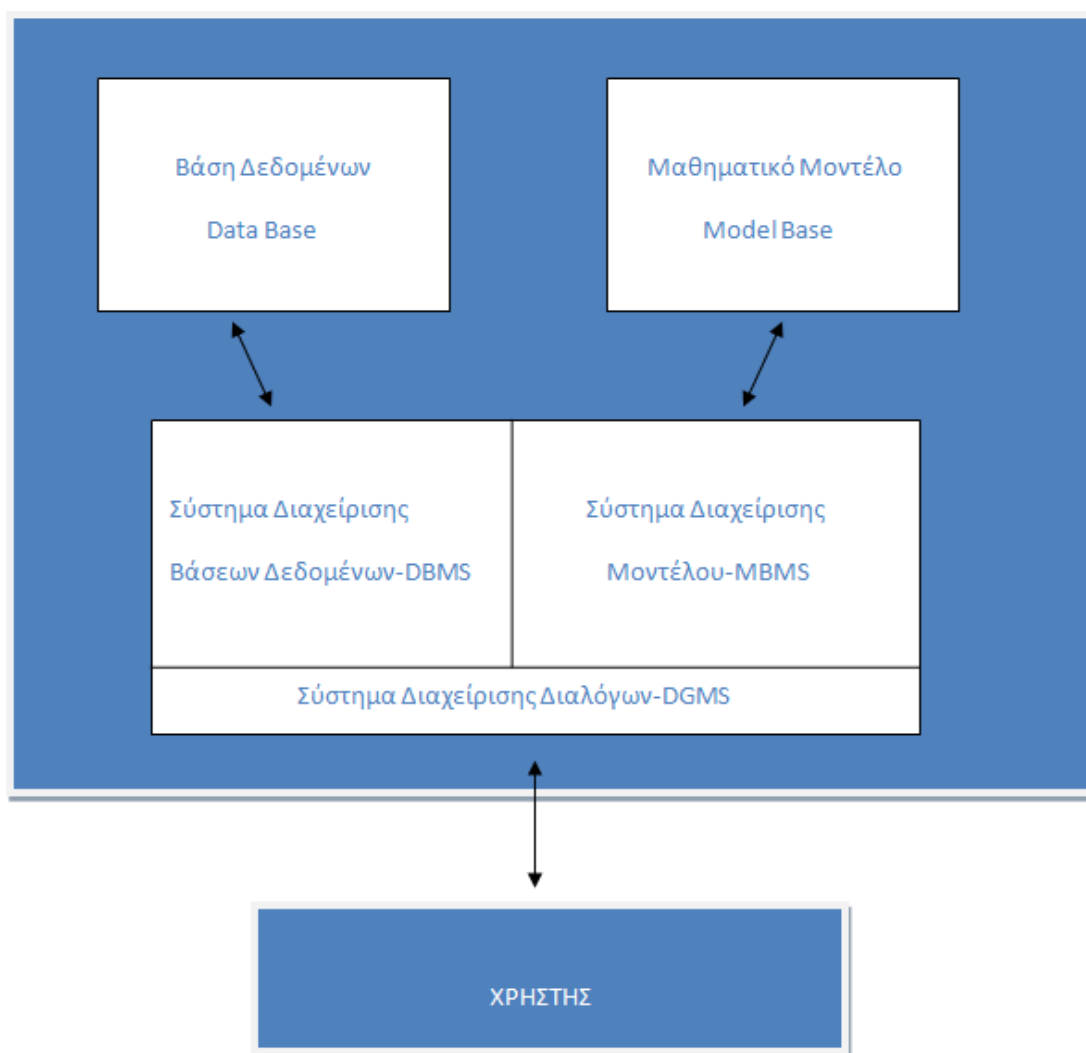 Βάση Δεδομένων
Data Base
Μαθηματικό Μοντέλο
Model Base
Σύστημα Διαχείρισης
Βάσεων Δεδομένων-DBMS
Σύστημα Διαχείρισης
Μοντέλου-MBMS
Σύστημα Διαχείρισης Διαλόγων-DGMS
ΧΡΗΣΤΗΣ